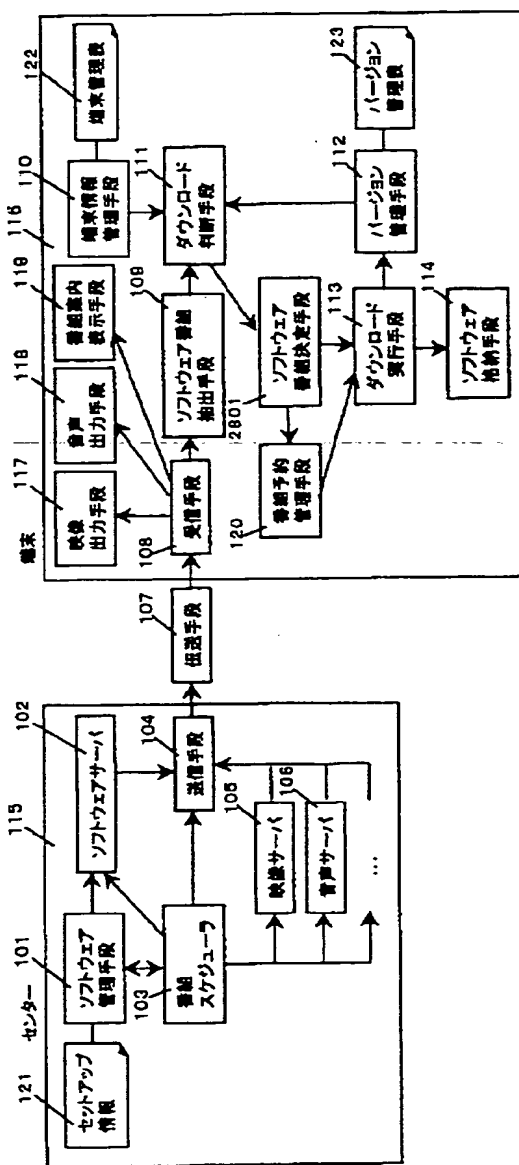 センター
115
121
セットアップ
情報
101
ソフトウェア
管理手段
102
ソフトウェアサーバ
103
番組
スケジューラ
104
送信手段
105
映像サーバ
106
音声サーバ
...
107
伝送手段
端末
116
117
映像
出力手段
118
音声
出力手段
119
番組案内
表示手段
110
端末情報
管理手段
122
端末管理表
108
受信手段
109
ソフトウェア番組
抽出手段
111
ダウンロード
判断手段
120
番組予約
管理手段
2801
ソフトウェア
番組決定手段
113
ダウンロード
実行手段
112
バージョン
管理手段
123
バージョン
管理表
114
ソフトウェア
格納手段